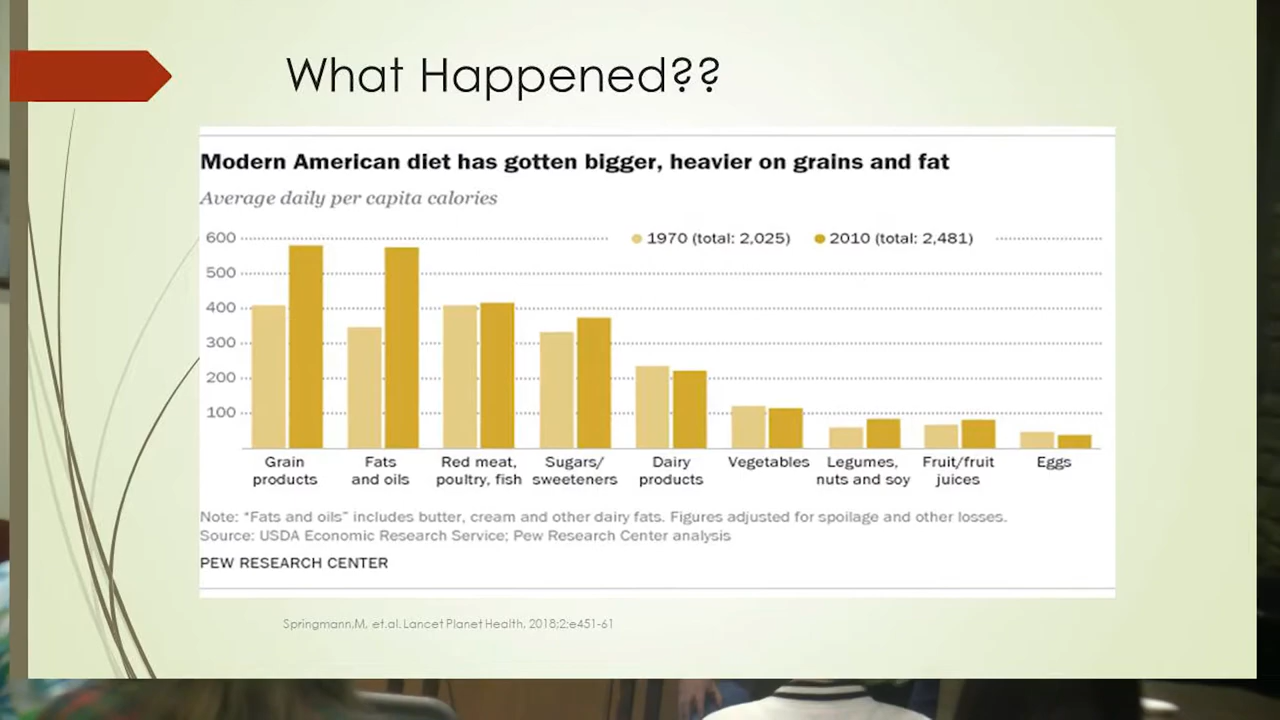 What Happened??
Modern American diet has gotten bigger, heavier on grains and fat
Average daily per capita calories
600
1970 (total: 2,025)
2010 (total: 2,481)
500
400
300
200
100
Grain products
Fats and oils
Red meat, poultry, fish
Sugars/ sweeteners
Dairy products
Vegetables
Legumes, nuts and soy
Fruit/fruit juices
Eggs
Note: "Fats and oils" includes butter, cream and other dairy fats. Figures adjusted for spoilage and other losses.
Source: USDA Economic Research Service; Pew Research Center analysis
PEW RESEARCH CENTER
Springmann.M, et.al. Lancet Planet Health, 2018;2:e451-61